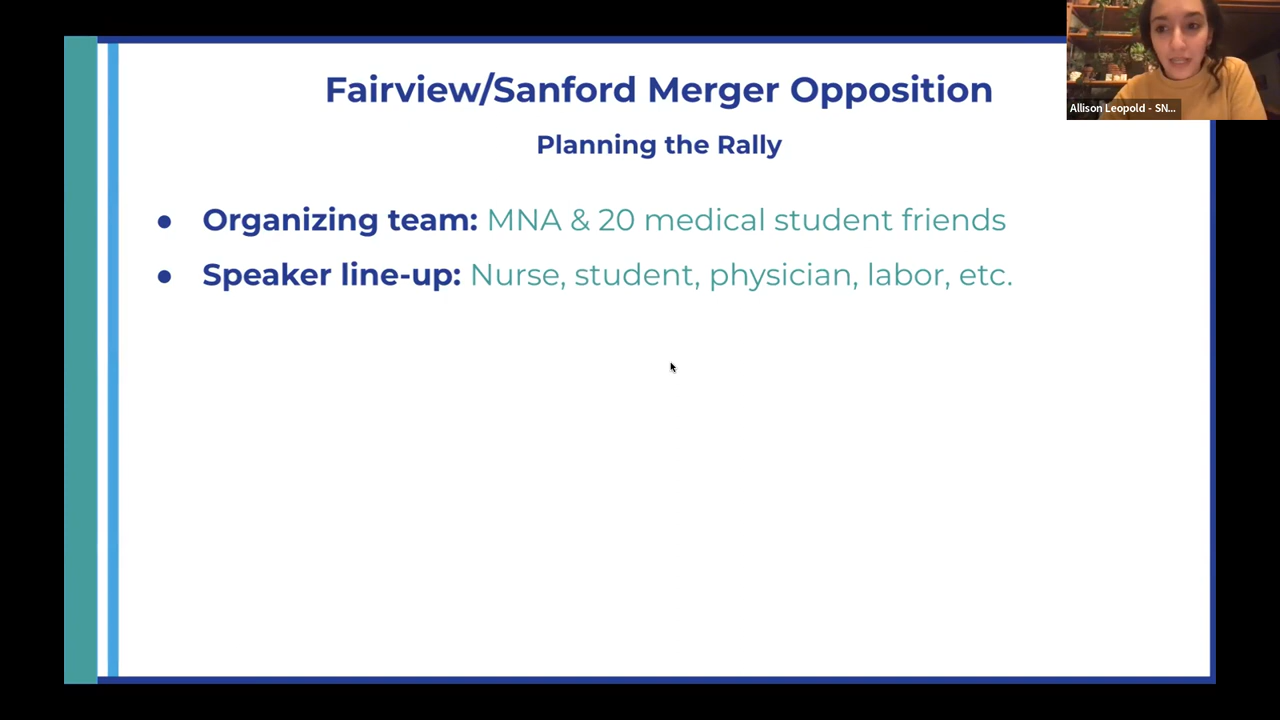 Fairview/Sanford Merger Opposition
Planning the Rally
● Organizing team: MNA & 20 medical student friends
● Speaker line-up: Nurse, student, physician, labor, etc.
Allison Leopold - SN...